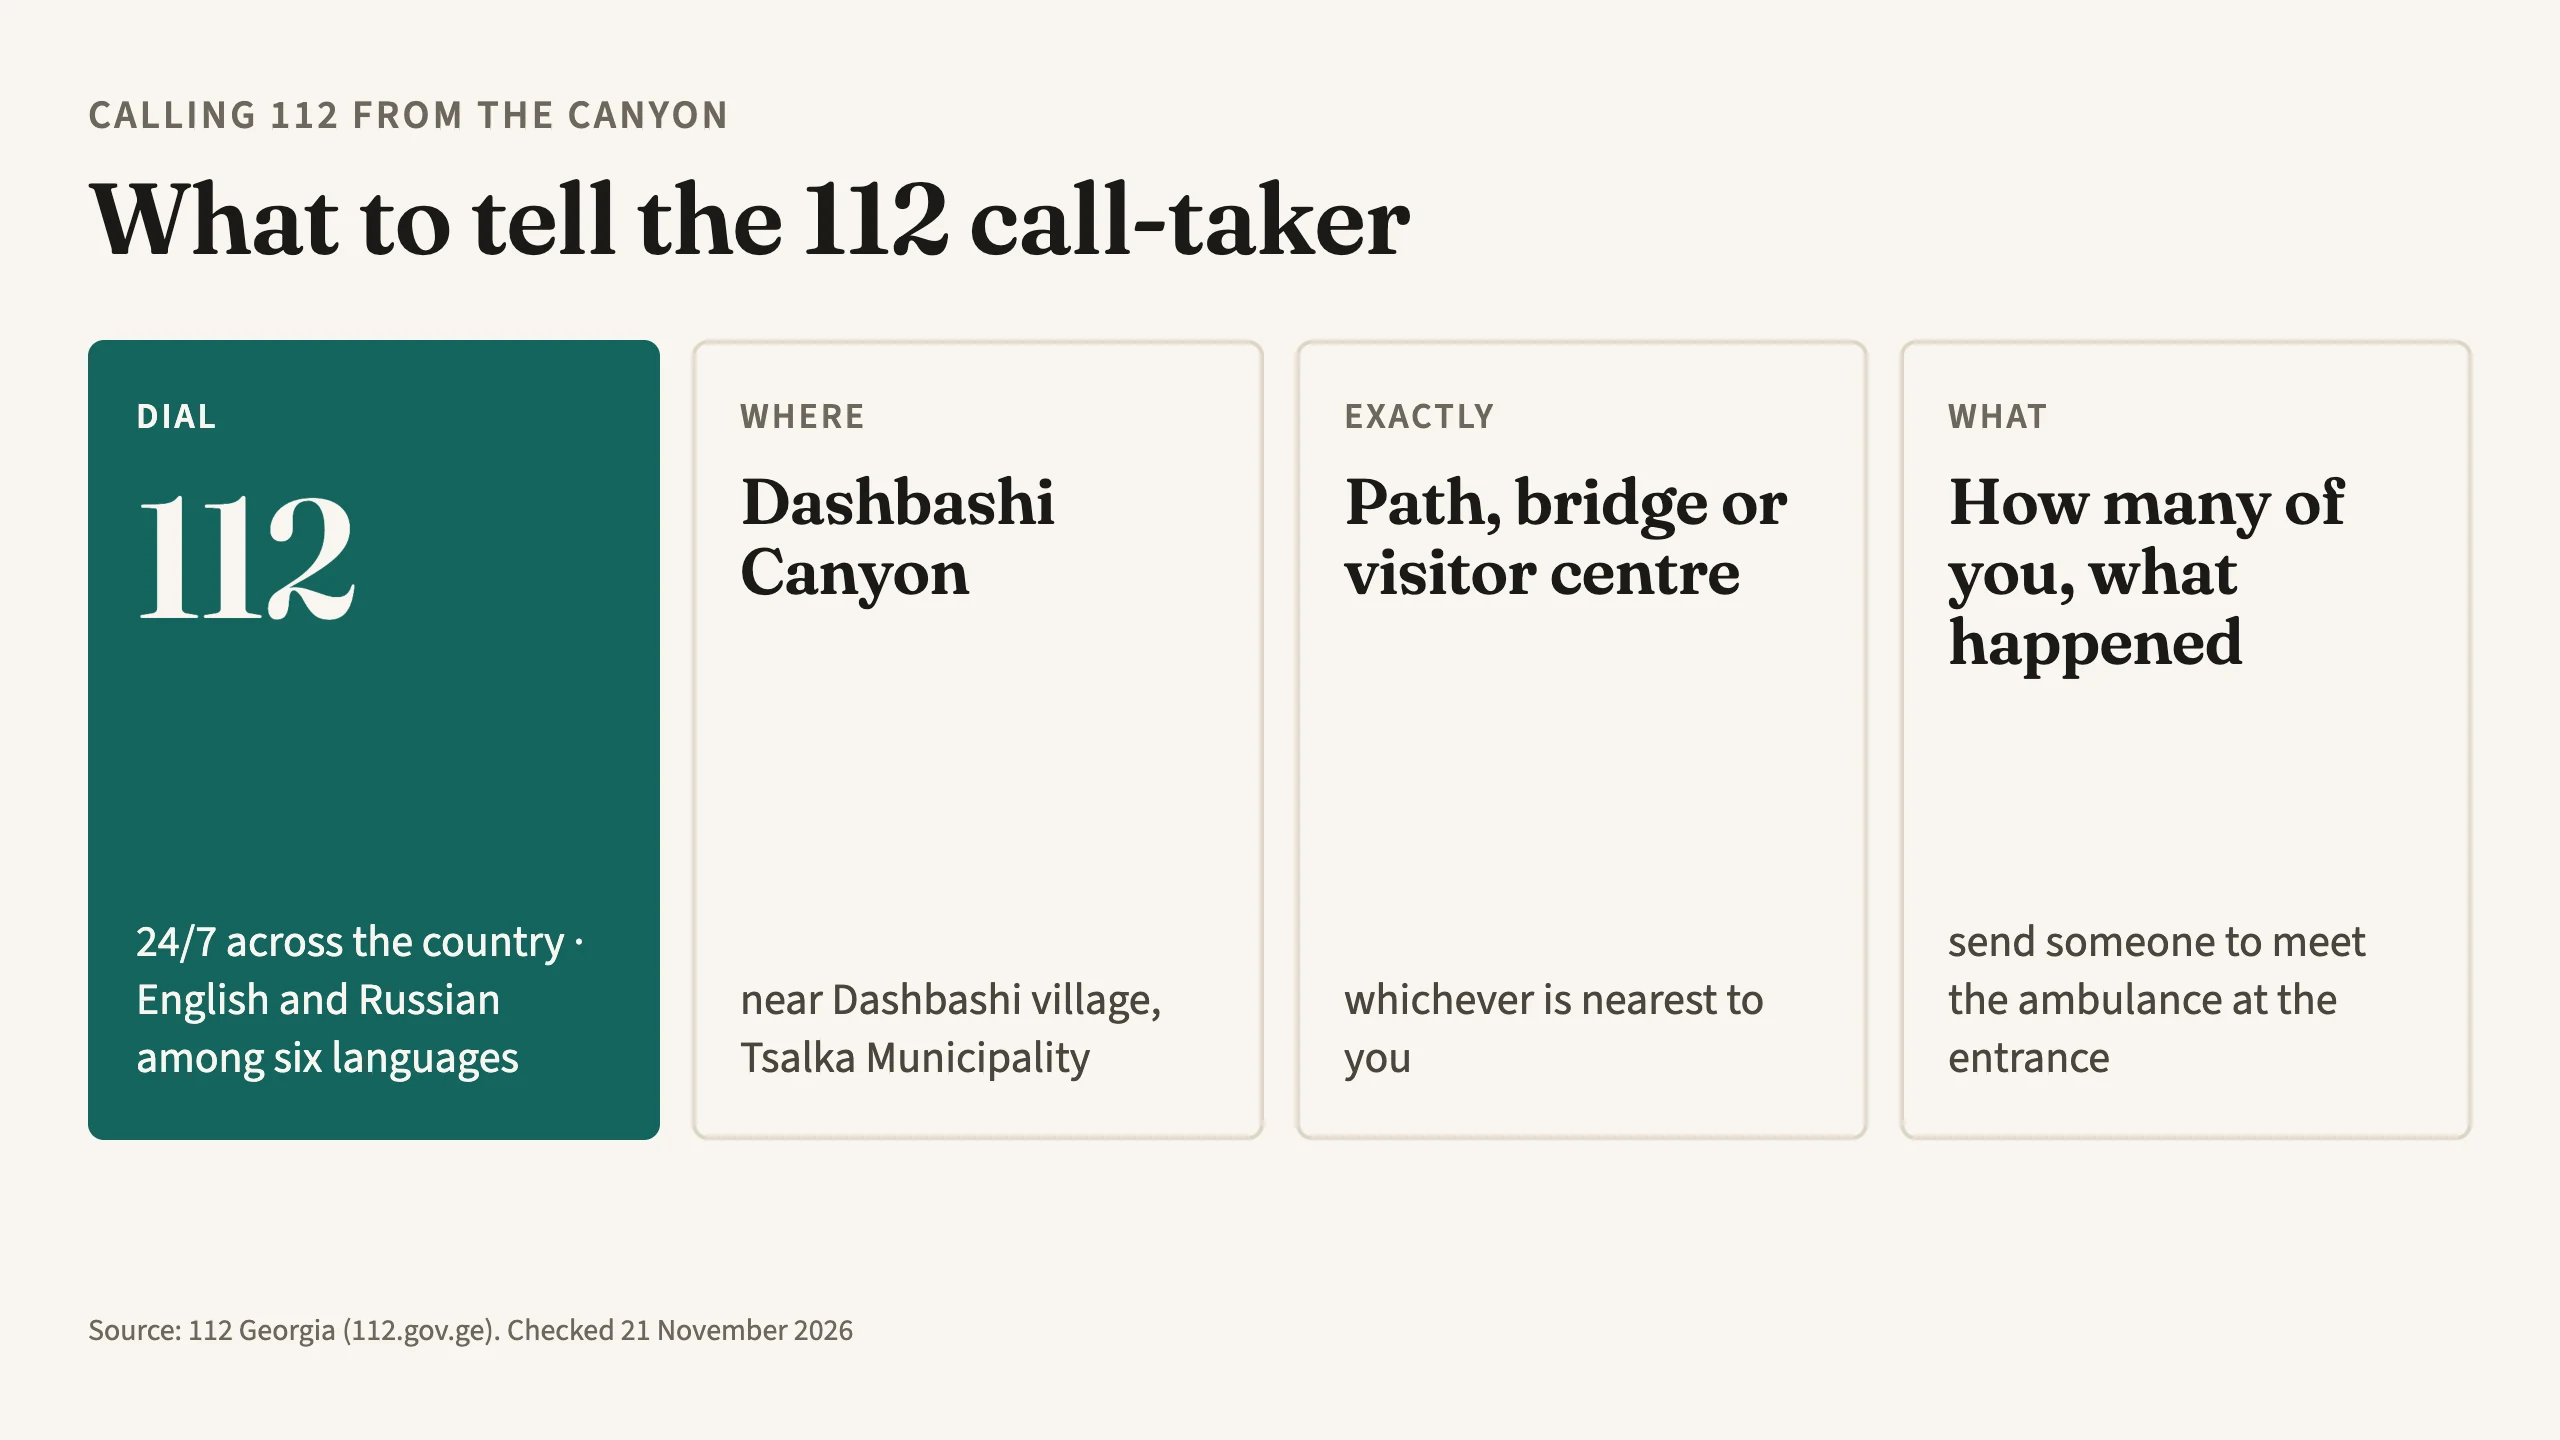 CALLING 112 FROM THE CANYON
What to tell the 112 call-taker
DIAL
112
24/7 across the country ·
English and Russian
among six languages
WHERE
Dashbashi
Canyon
near Dashbashi village,
Tsalka Municipality
EXACTLY
Path, bridge or
visitor centre
whichever is nearest to
you
WHAT
How many of
you, what
happened
send someone to meet
the ambulance at the
entrance
Source: 112 Georgia (112.gov.ge). Checked 21 November 2026